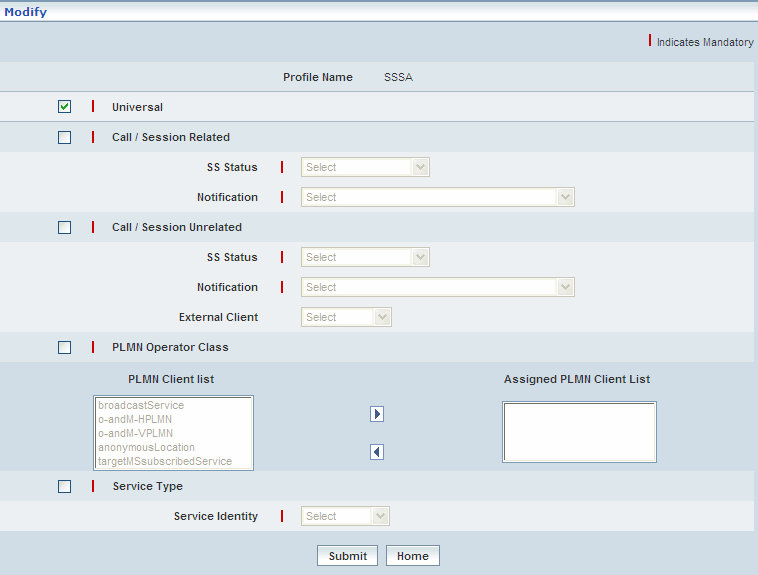 Modify
Indicates Mandatory
Profile Name SSSA
Universal
Call / Session Related
SS Status Select
Notification Select
Call / Session Unrelated
SS Status Select
Notification Select
External Client Select
PLMN Operator Class
PLMN Client list Assigned PLMN Client List
broadcastService
o-andM-HPLMN
o-andM-VPLMN
anonymousLocation
targetMSsubscribedService
Service Type
Service Identity Select
Submit Home